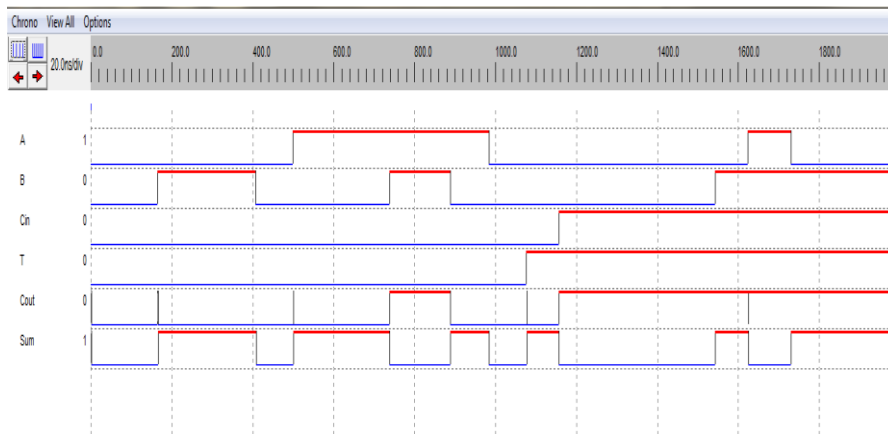 Chrono View All Options
20.0ns/div 0.0 200.0 400.0 600.0 800.0 1000.0 1200.0 1400.0 1600.0 1800.0
A 1
B 0
Cin 0
T 0
Cout 0
Sum 1